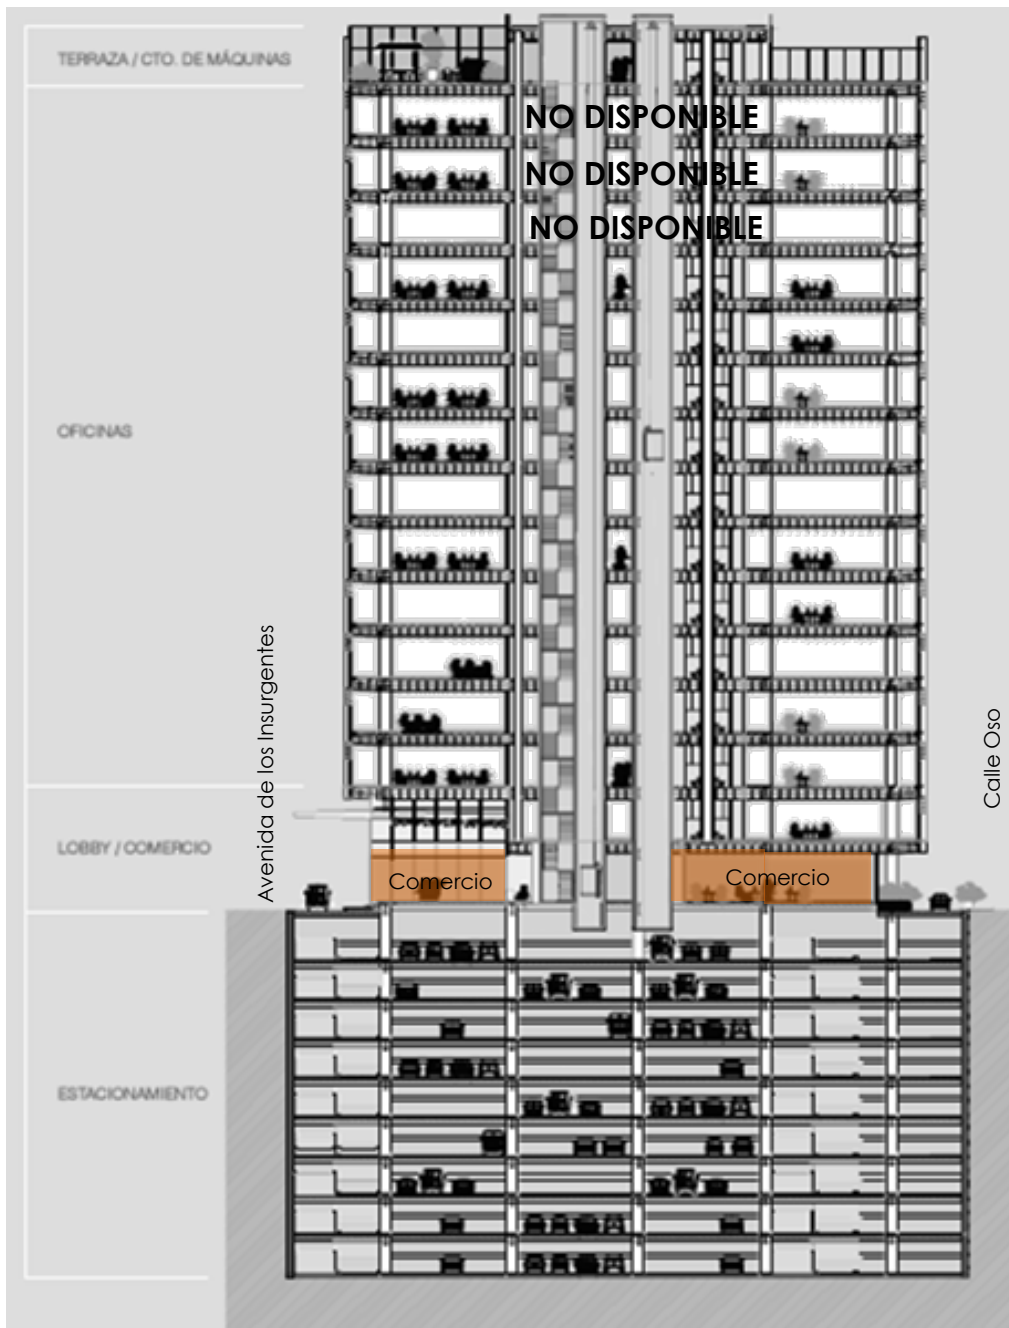 TERRAZA / CTO. DE MÁQUINAS
NO DISPONIBLE
NO DISPONIBLE
NO DISPONIBLE
OFICINAS
Avenida de los Insurgentes
Calle Oso
LOBBY / COMERCIO
Comercio
Comercio
ESTACIONAMIENTO